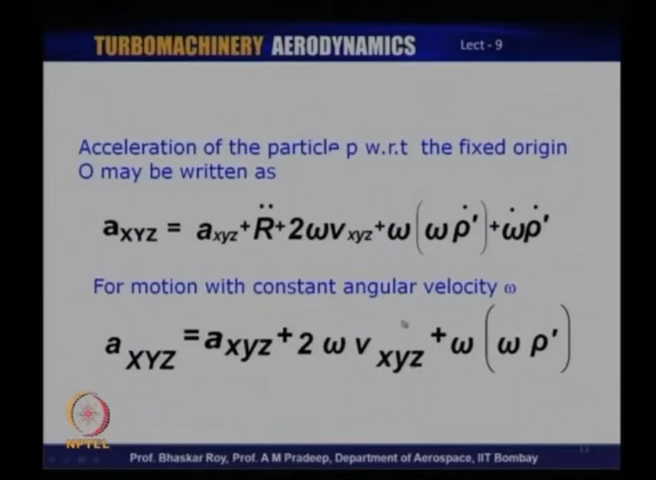 TURBOMACHINERY AERODYNAMICS Lect - 9
Acceleration of the particle p w.r.t the fixed origin
O may be written as
a_XYZ = a_xyz + R̈ + 2ωv_xyz + ω(ωρ̇′) + ω̇ρ̇′
For motion with constant angular velocity ω
a_XYZ = a_xyz + 2 ω v_xyz + ω(ω ρ′)
NPTEL
Prof. Bhaskar Roy, Prof. A M Pradeep, Department of Aerospace, IIT Bombay
13